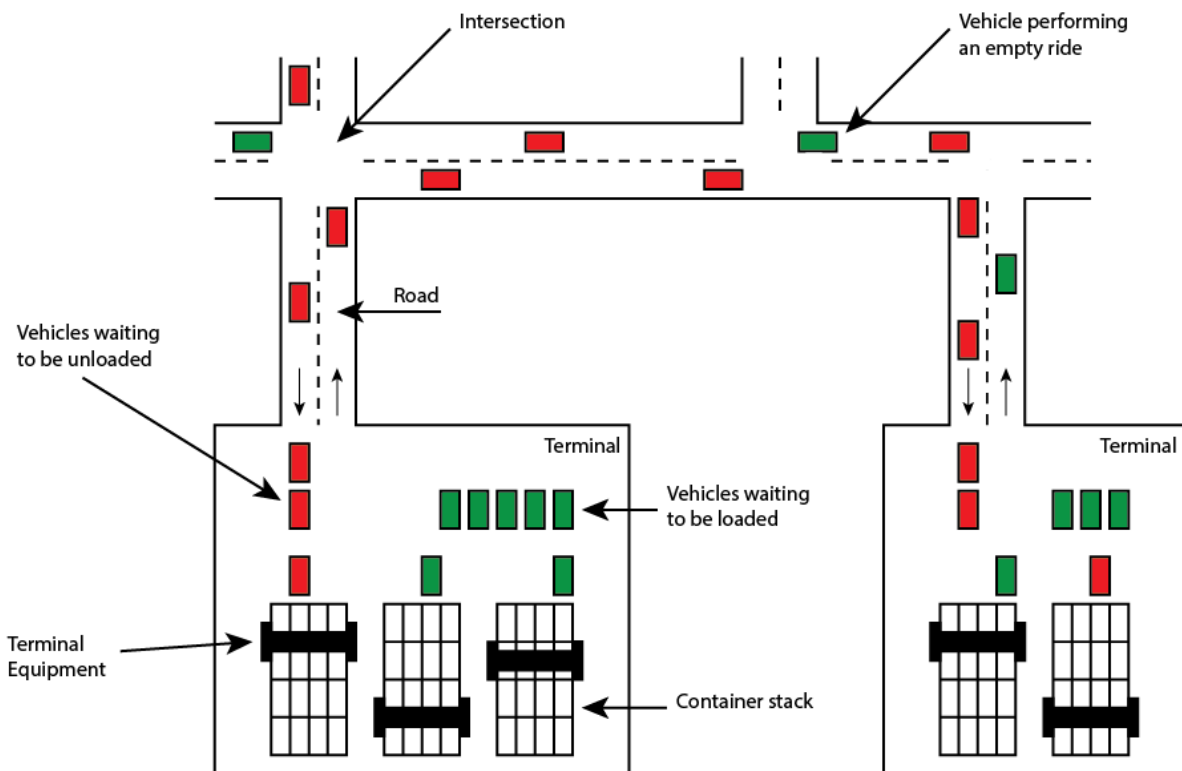 Intersection
Vehicle performing
an empty ride
Road
Vehicles waiting
to be unloaded
Terminal
Terminal
Vehicles waiting
to be loaded
Terminal
Equipment
Container stack